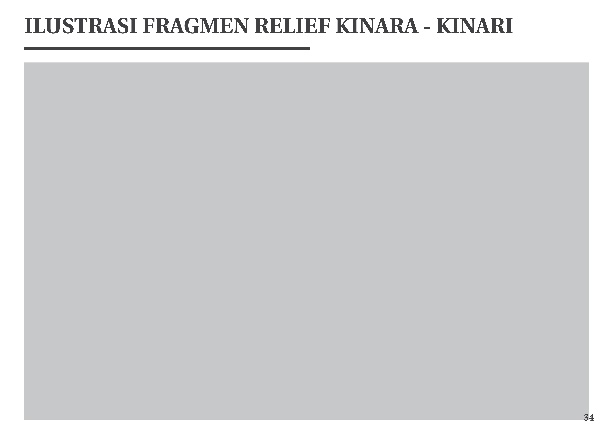 ILUSTRASI FRAGMEN RELIEF KINARA - KINARI
34